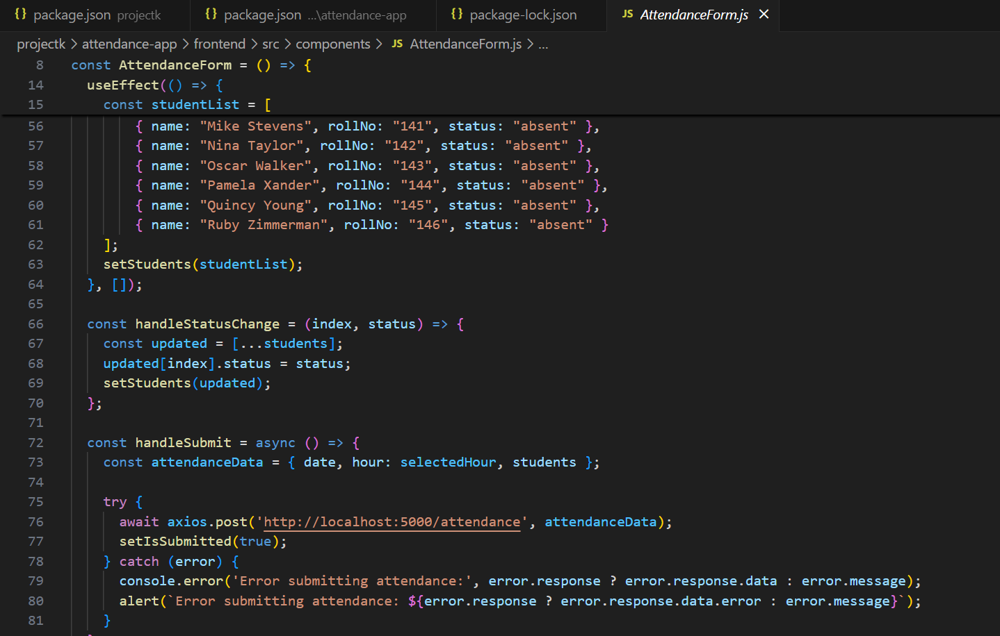 {} package.json projectk {} package.json ...\attendance-app {} package-lock.json JS AttendanceForm.js ×
projectk > attendance-app > frontend > src > components > JS AttendanceForm.js > ...
8 const AttendanceForm = () => {
14 useEffect(() => {
15 const studentList = [
56 { name: "Mike Stevens", rollNo: "141", status: "absent" },
57 { name: "Nina Taylor", rollNo: "142", status: "absent" },
58 { name: "Oscar Walker", rollNo: "143", status: "absent" },
59 { name: "Pamela Xander", rollNo: "144", status: "absent" },
60 { name: "Quincy Young", rollNo: "145", status: "absent" },
61 { name: "Ruby Zimmerman", rollNo: "146", status: "absent" }
62 ];
63 setStudents(studentList);
64 }, []);
65
66 const handleStatusChange = (index, status) => {
67 const updated = [...students];
68 updated[index].status = status;
69 setStudents(updated);
70 };
71
72 const handleSubmit = async () => {
73 const attendanceData = { date, hour: selectedHour, students };
74
75 try {
76 await axios.post('http://localhost:5000/attendance', attendanceData);
77 setIsSubmitted(true);
78 } catch (error) {
79 console.error('Error submitting attendance:', error.response ? error.response.data : error.message);
80 alert(`Error submitting attendance: ${error.response ? error.response.data.error : error.message}`);
81 }